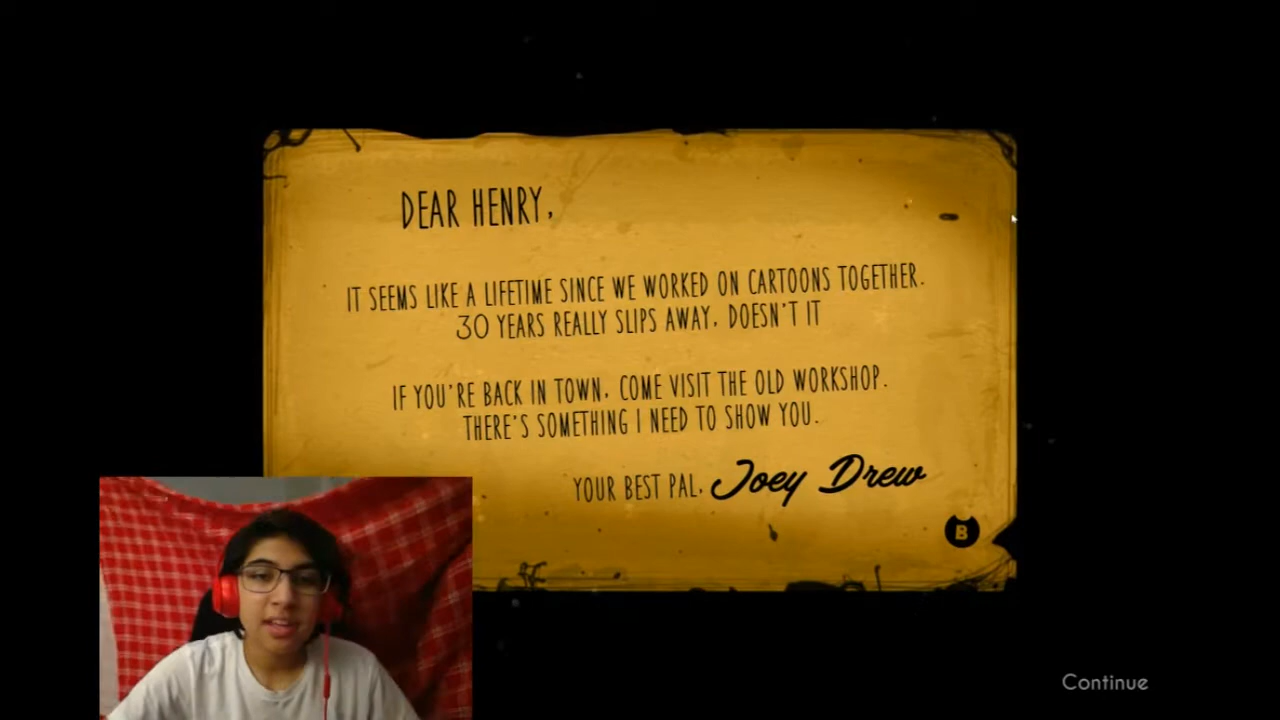 DEAR HENRY,
IT SEEMS LIKE A LIFETIME SINCE WE WORKED ON CARTOONS TOGETHER.
30 YEARS REALLY SLIPS AWAY, DOESN'T IT
IF YOU'RE BACK IN TOWN, COME VISIT THE OLD WORKSHOP.
THERE'S SOMETHING I NEED TO SHOW YOU.
YOUR BEST PAL, Joey Drew
B
Continue